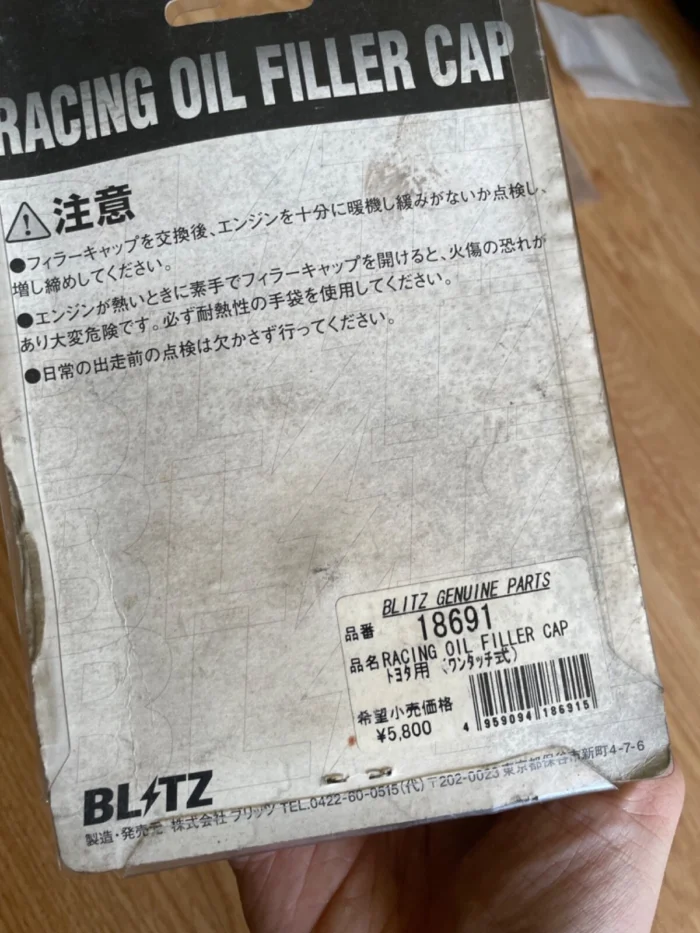 RACING OIL FILLER CAP
注意
●フィラーキャップを交換後、エンジンを十分に暖機し緩みがないか点検し、
増し締めしてください。
●エンジンが熱いときに素手でフィラーキャップを開けると、火傷の恐れが
あり大変危険です。必ず耐熱性の手袋を使用してください。
●日常の出走前の点検は欠かさず行ってください。
BLITZ GENUINE PARTS
品番 18691
品名 RACING OIL FILLER CAP
トヨタ用 (ワンタッチ式)
希望小売価格
¥5,800
4 959094 186915
BLITZ
製造・発売元 株式会社 ブリッツ TEL.0422-60-0515(代) 〒202-0023 東京都保谷市新町4-7-6